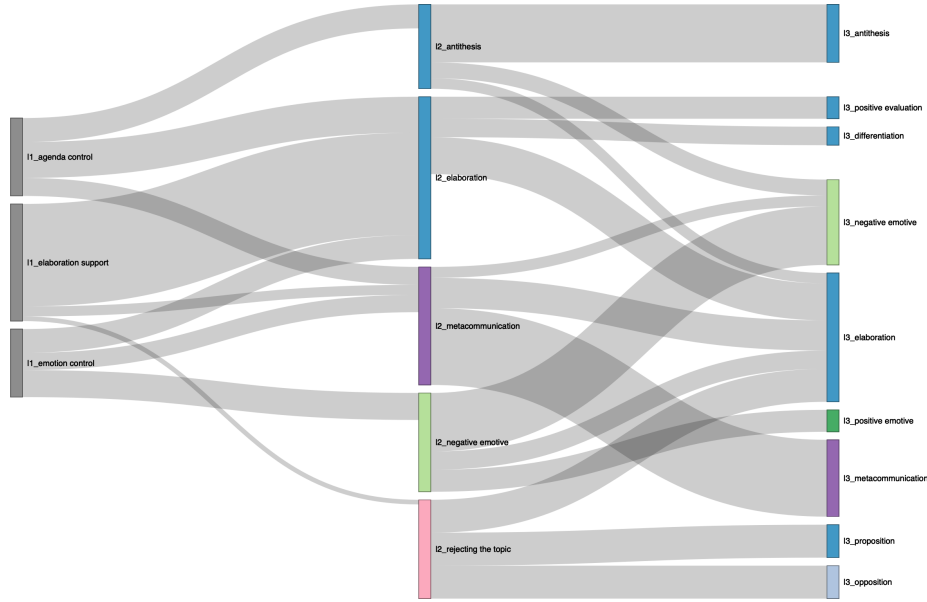 l1_agenda control
l1_elaboration support
l1_emotion control
l2_antithesis
l2_elaboration
l2_metacommunication
l2_negative emotive
l2_rejecting the topic
l3_antithesis
l3_positive evaluation
l3_differentiation
l3_negative emotive
l3_elaboration
l3_positive emotive
l3_metacommunication
l3_proposition
l3_opposition